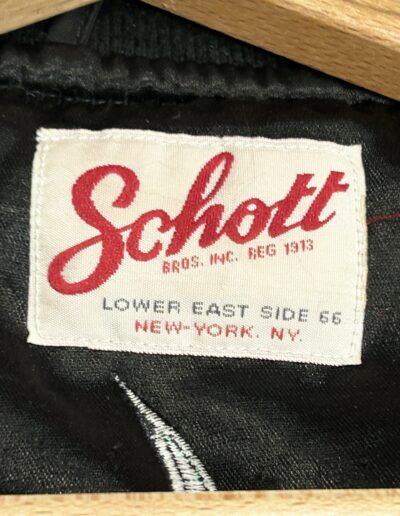 Schott
BROS. INC. REG 1913
LOWER EAST SIDE 66
NEW-YORK. NY.